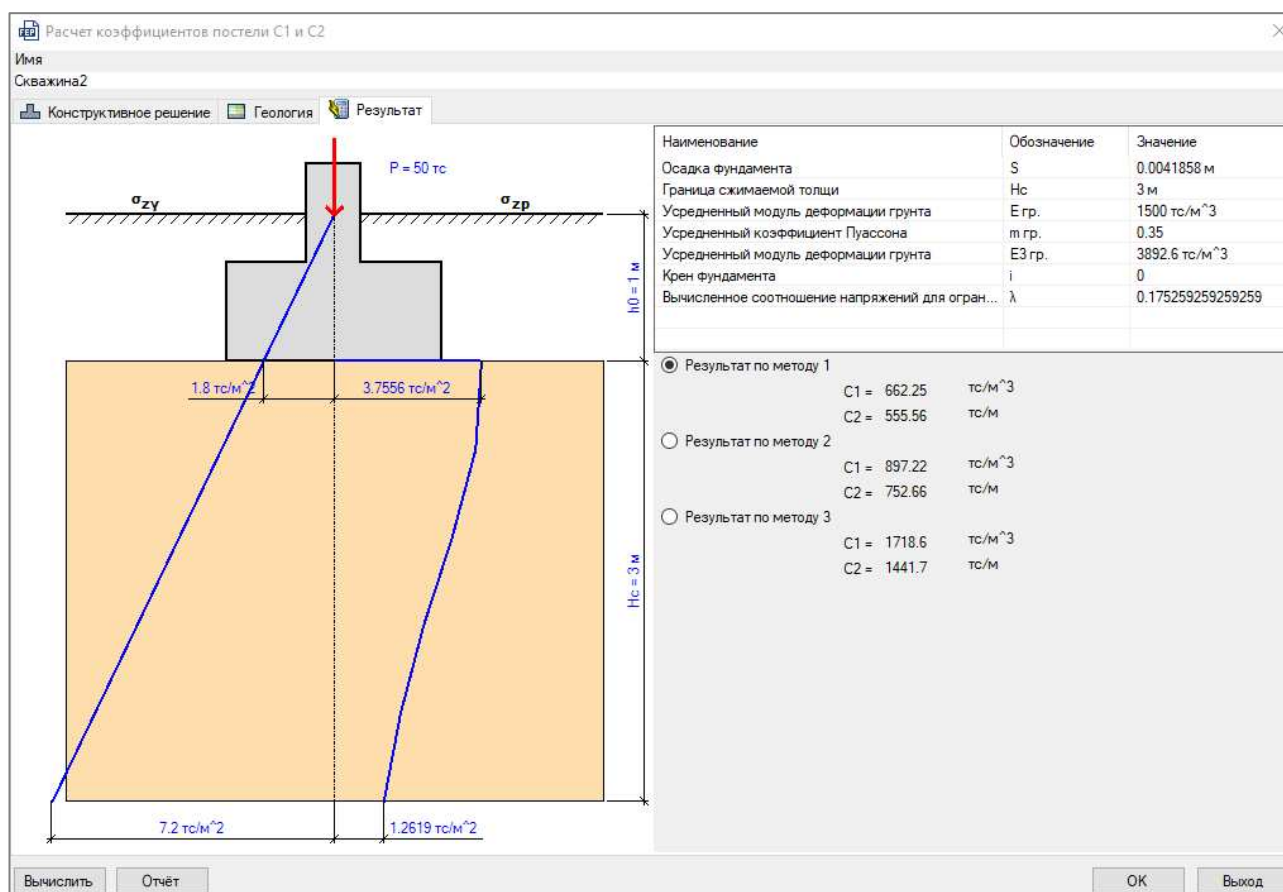 Расчет коэффициентов постели C1 и C2
Имя
Скважина2
Конструктивное решение
Геология
Результат
P = 50 тс
σzγ
σzp
h0 = 1 м
1.8 тс/м^2
3.7556 тс/м^2
Hc = 3 м
7.2 тс/м^2
1.2619 тс/м^2
Наименование Обозначение Значение
Осадка фундамента S 0.0041858 м
Граница сжимаемой толщи Hc 3 м
Усредненный модуль деформации грунта E гр. 1500 тс/м^3
Усредненный коэффициент Пуассона m гр. 0.35
Усредненный модуль деформации грунта E3 гр. 3892.6 тс/м^3
Крен фундамента i 0
Вычисленное соотношение напряжений для огран... λ 0.175259259259259
Результат по методу 1
C1 = 662.25 тс/м^3
C2 = 555.56 тс/м
Результат по методу 2
C1 = 897.22 тс/м^3
C2 = 752.66 тс/м
Результат по методу 3
C1 = 1718.6 тс/м^3
C2 = 1441.7 тс/м
Вычислить
Отчёт
OK
Выход